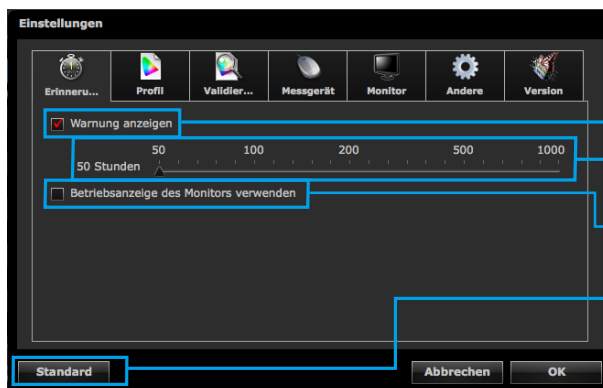 Einstellungen
Erinneru... Profil Validier... Messgerät Monitor Andere Version
Warnung anzeigen
50 100 200 500 1000
50 Stunden
Betriebsanzeige des Monitors verwenden
Standard Abbrechen OK